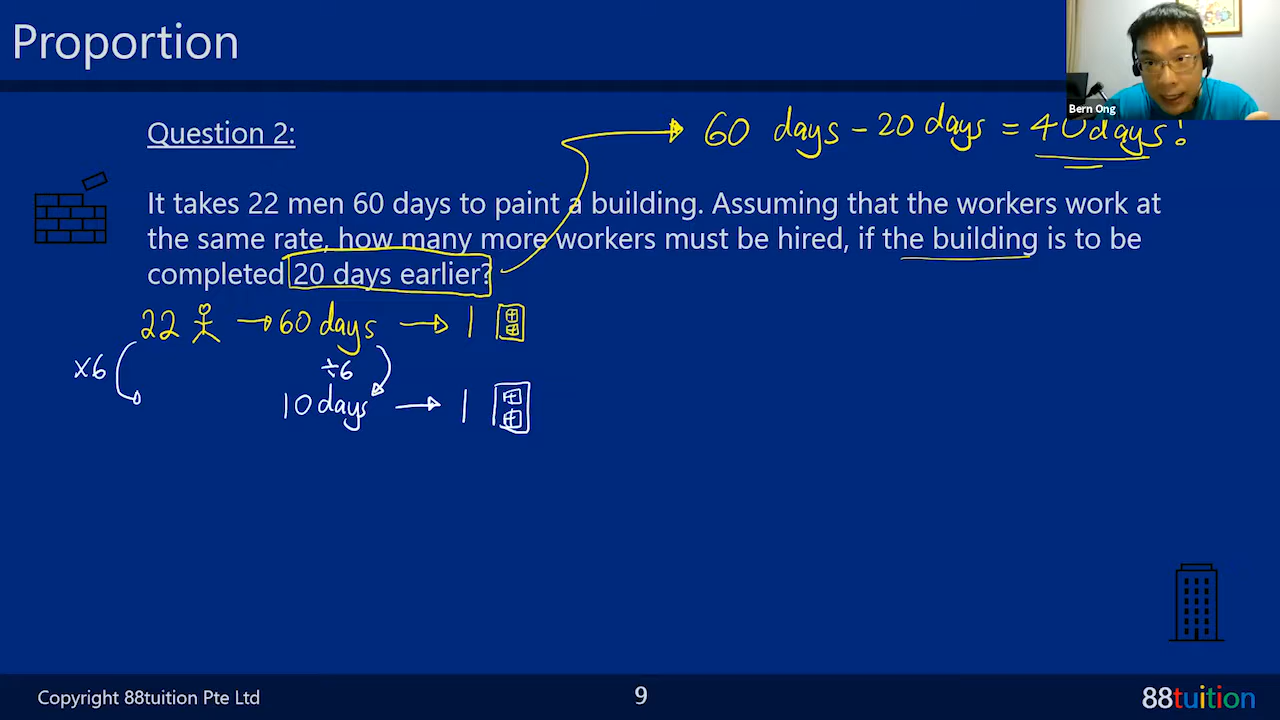 Proportion
Bern Ong
Question 2:
60 days - 20 days = 40 days!
It takes 22 men 60 days to paint a building. Assuming that the workers work at
the same rate, how many more workers must be hired, if the building is to be
completed 20 days earlier?
22 → 60 days → 1
×6 ÷6
10 days → 1
Copyright 88tuition Pte Ltd
9
88tuition